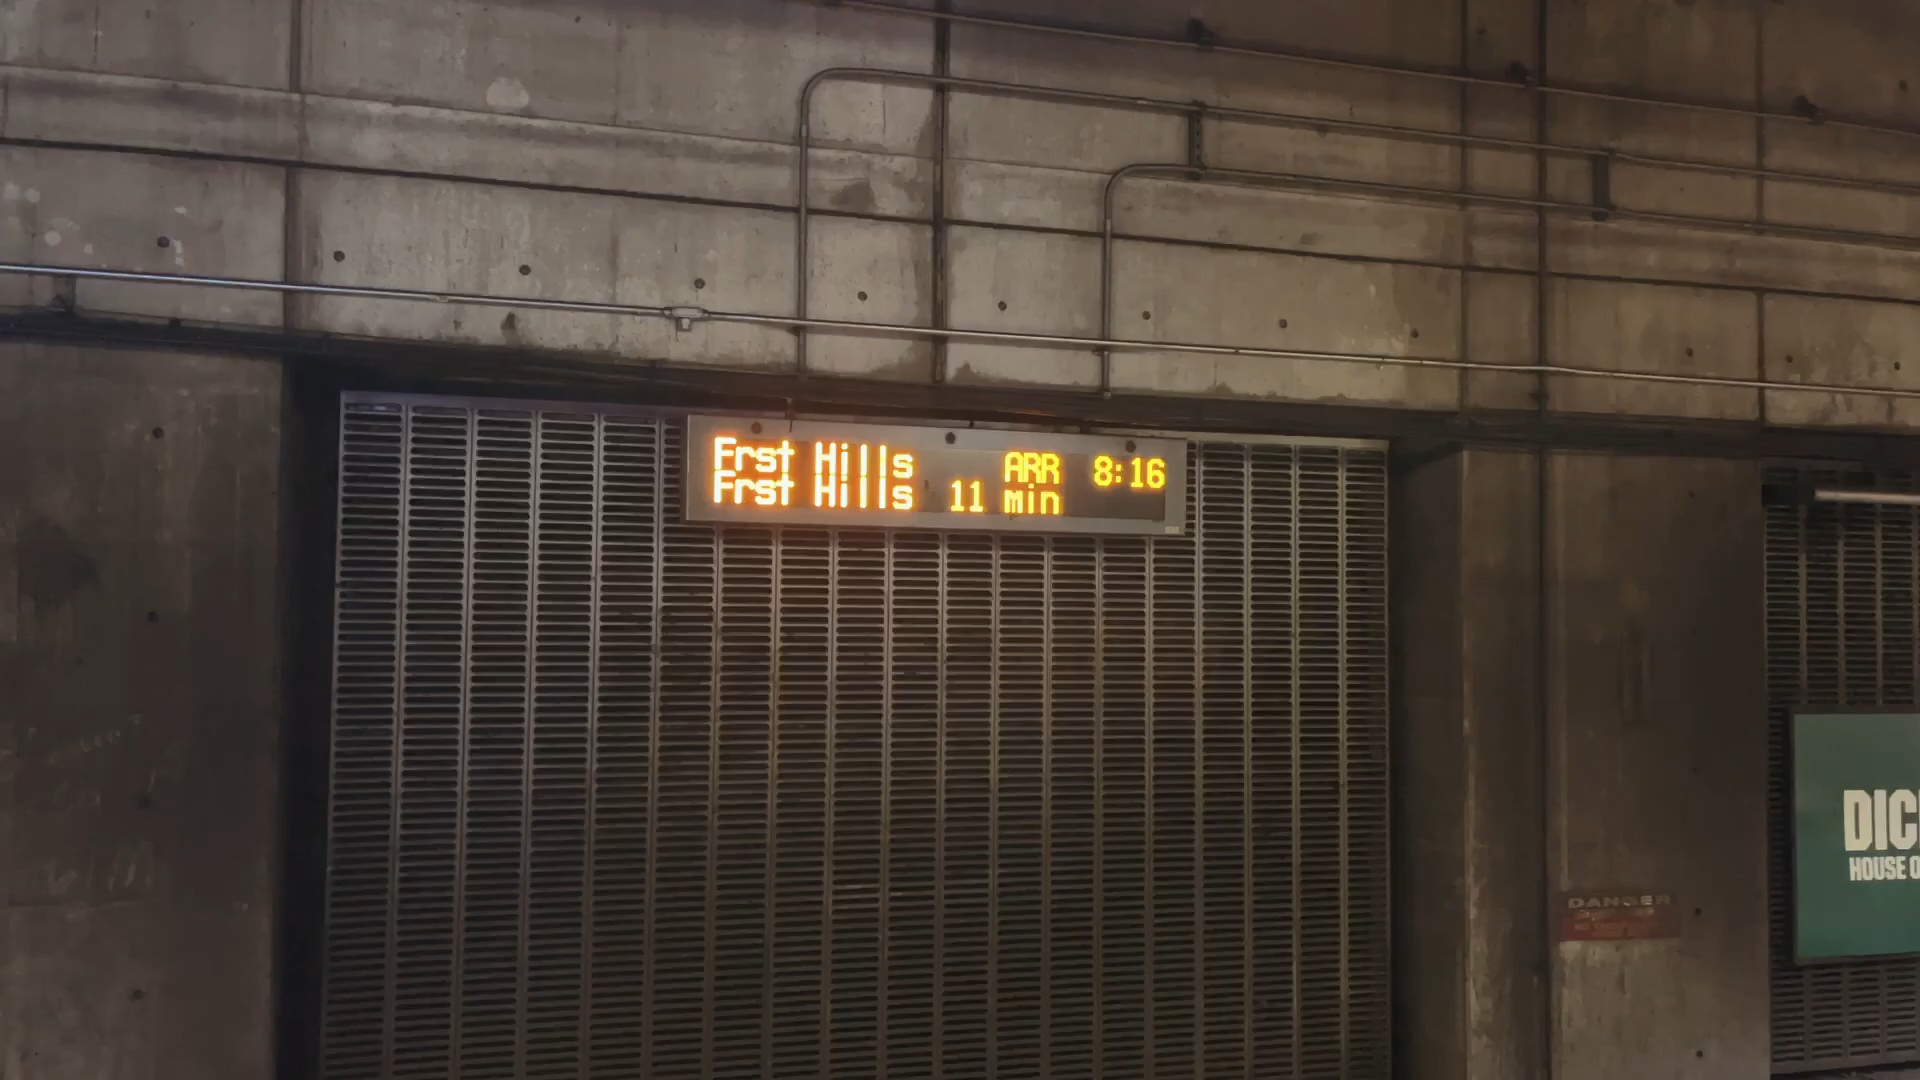 Frst Hills ARR 8:16
Frst Hills 11 min
DIC
HOUSE O
DANGER